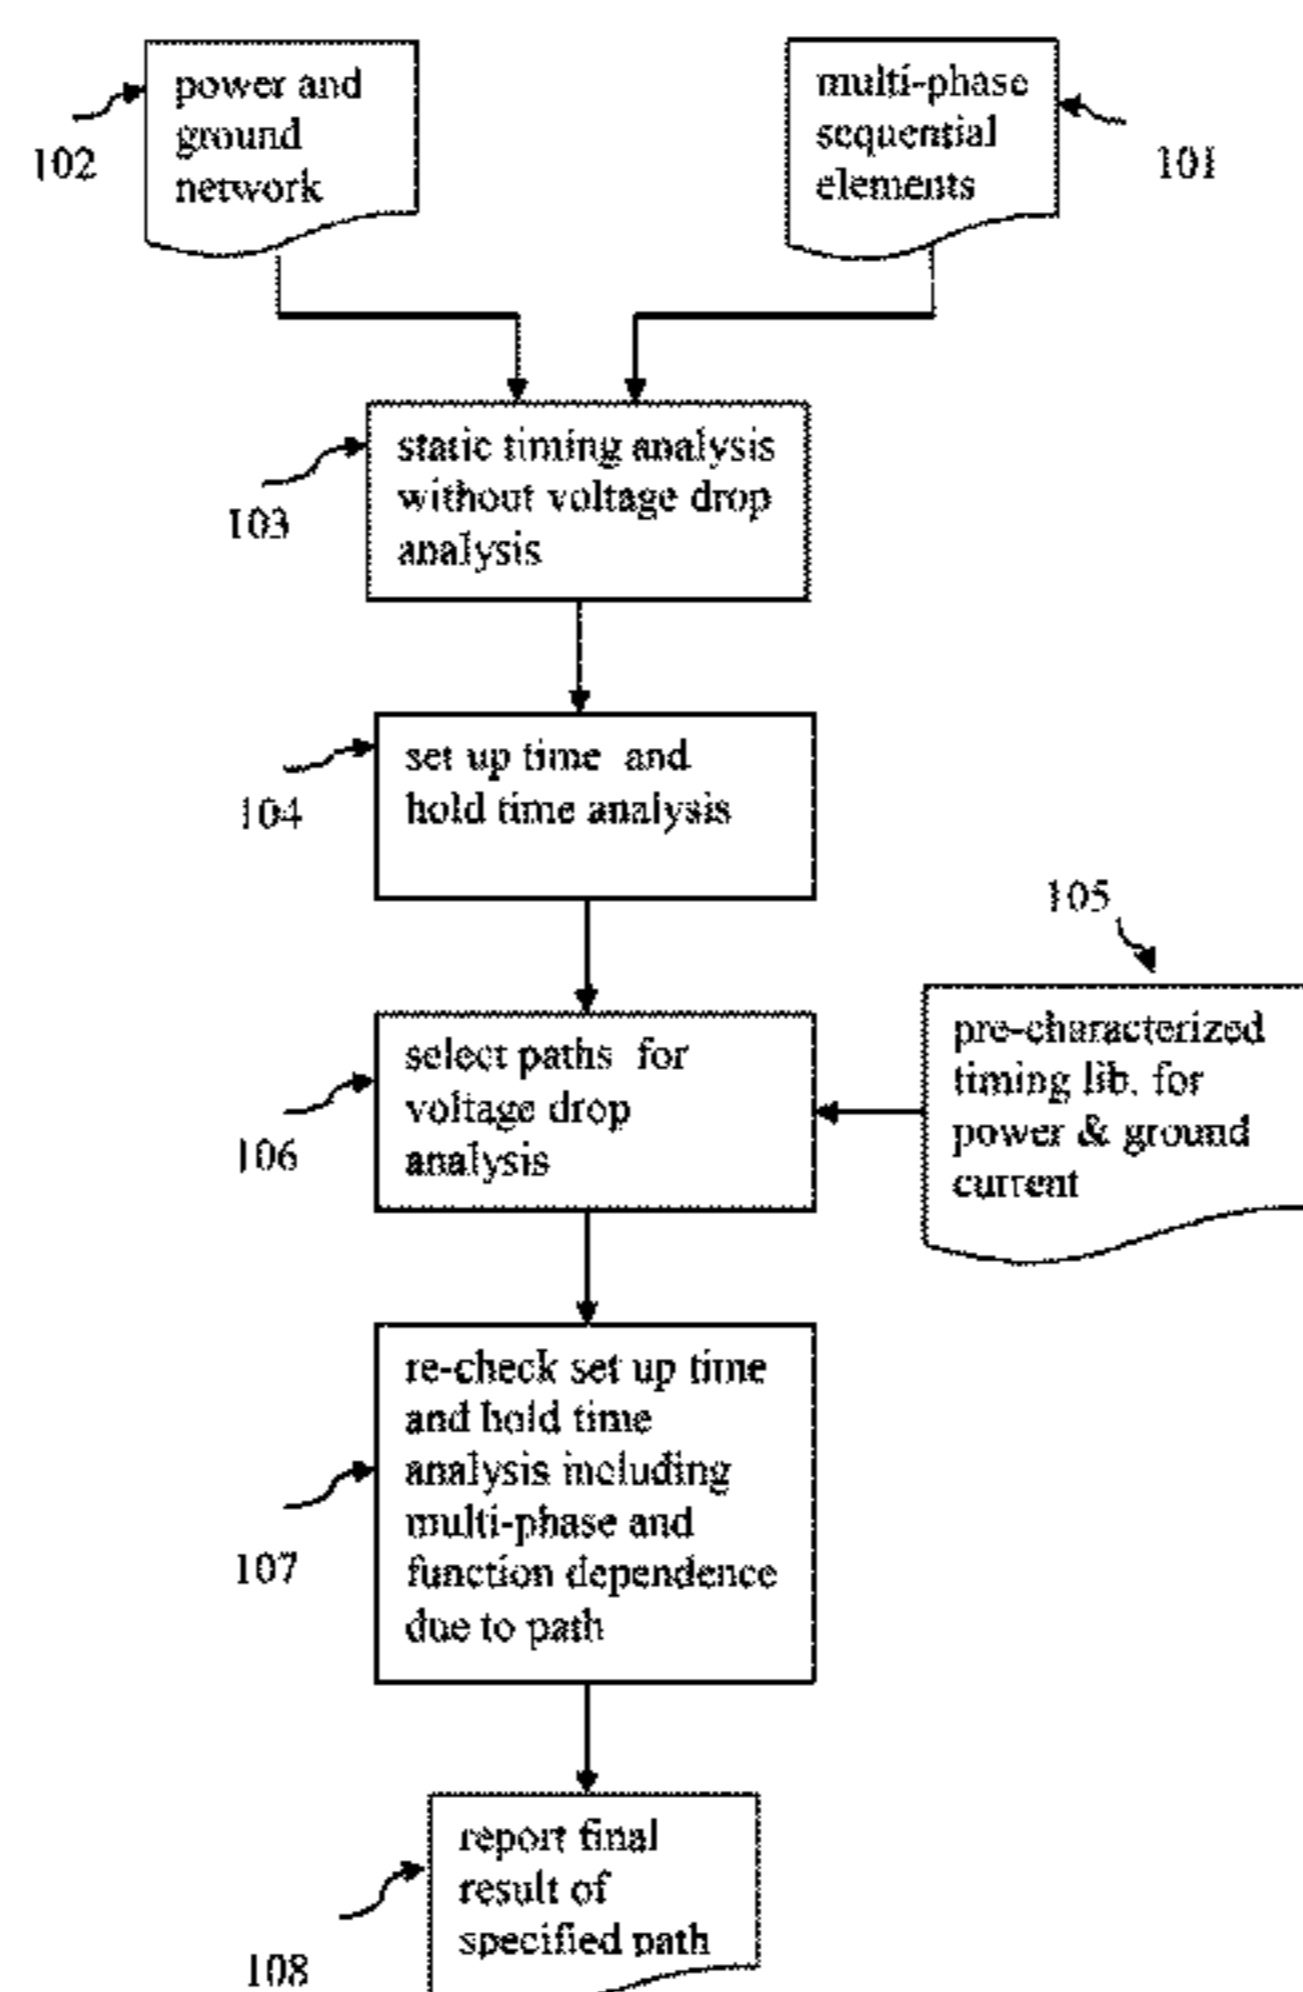 power and
ground
network
102
multi-phase
sequential
elements
101
static timing analysis
without voltage drop
analysis
103
set up time and
hold time analysis
104
105
pre-characterized
timing lib. for
power & ground
current
select paths for
voltage drop
analysis
106
re-check set up time
and hold time
analysis including
multi-phase and
function dependence
due to path
107
report final
result of
specified path
108